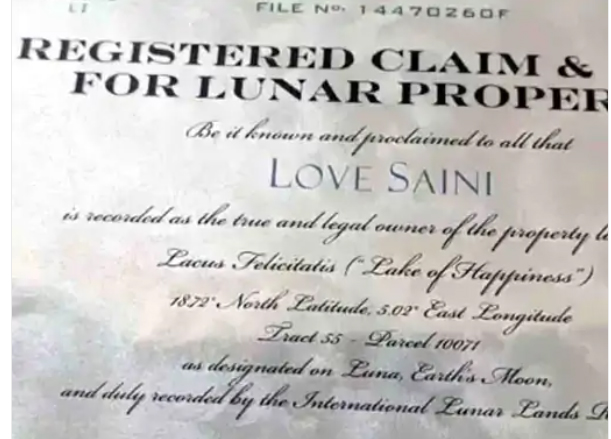 FILE No. 14470260F
REGISTERED CLAIM &
FOR LUNAR PROPER
Be it known and proclaimed to all that
LOVE SAINI
is recorded as the true and legal owner of the property
Lacus Felicitatis ("Lake of Happiness")
18.72° North Latitude, 5.02° East Longitude
Tract 55 - Parcel 10071
as designated on Luna, Earth's Moon,
and duly recorded by the International Lunar Lands